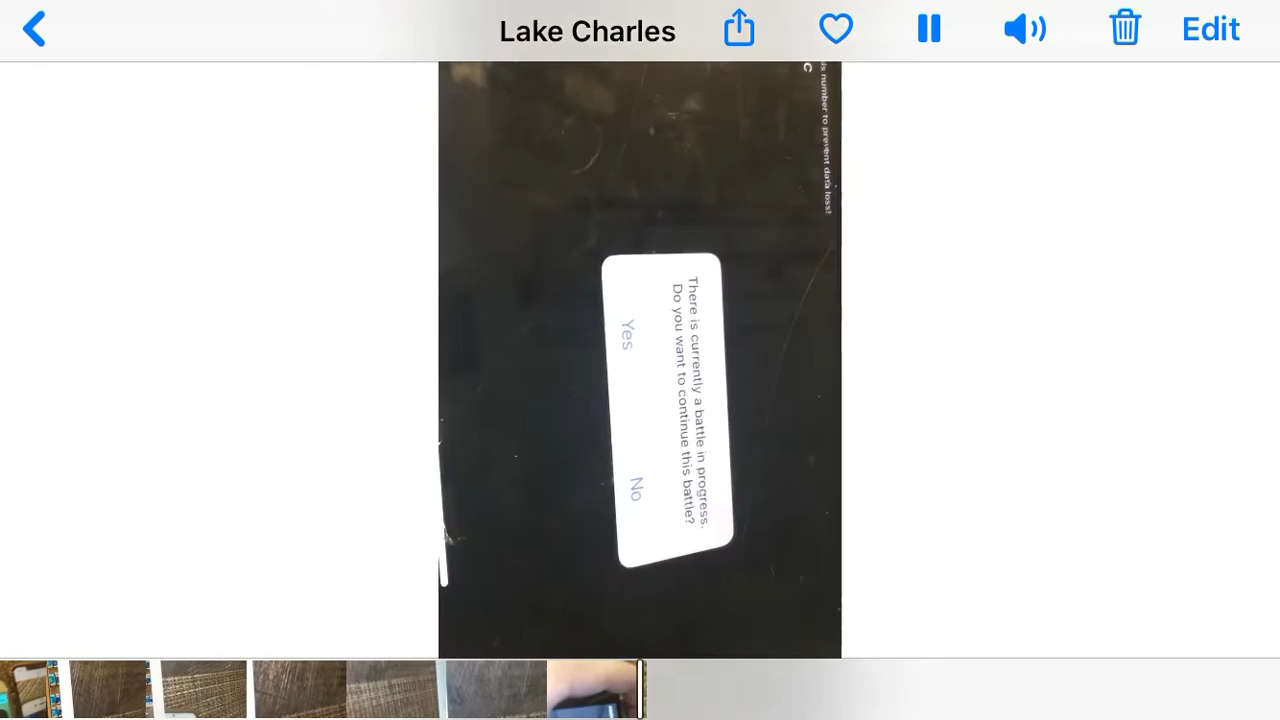 Lake Charles
Edit
is number to prevent data loss!
C
There is currently a battle in progress.
Do you want to continue this battle?
Yes
No